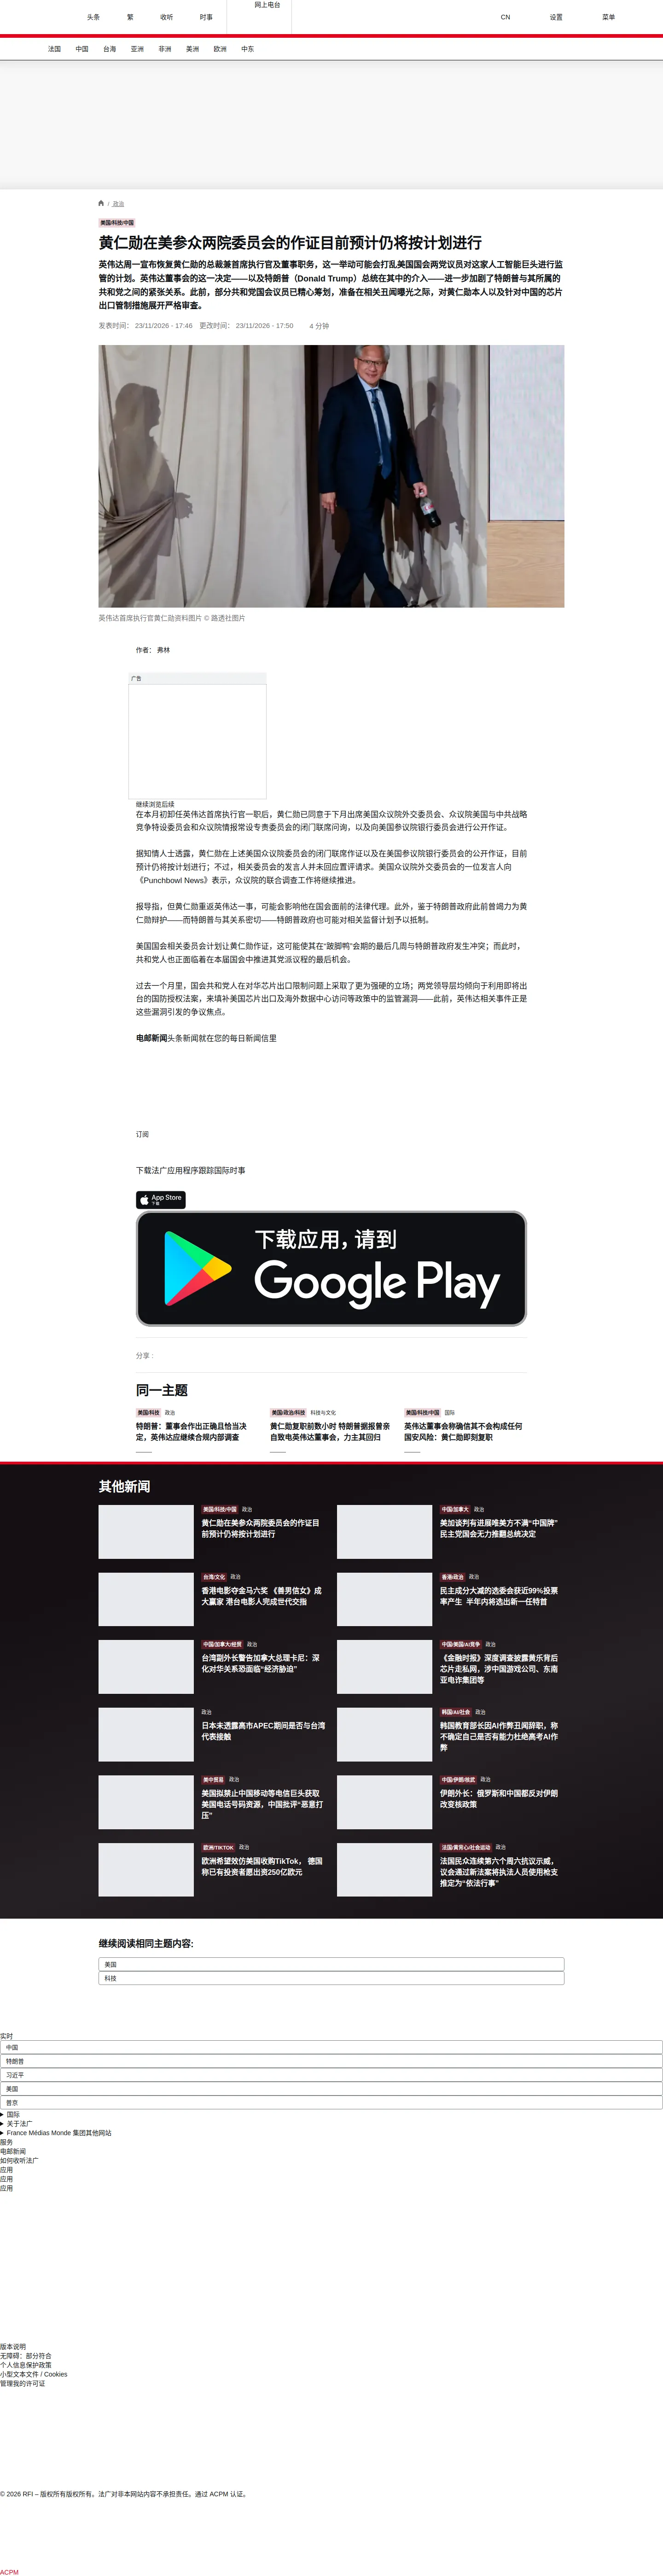 头条
繁
收听
时事
网上电台
CN
设置
菜单
法国
中国
台海
亚洲
非洲
美洲
欧洲
中东
/ 政治
美国/科技/中国
黄仁勋在美参众两院委员会的作证目前预计仍将按计划进行
英伟达周一宣布恢复黄仁勋的总裁兼首席执行官及董事职务，这一举动可能会打乱美国国会两党议员对这家人工智能巨头进行监
管的计划。英伟达董事会的这一决定——以及特朗普（Donald Trump）总统在其中的介入——进一步加剧了特朗普与其所属的
共和党之间的紧张关系。此前，部分共和党国会议员已精心筹划，准备在相关丑闻曝光之际，对黄仁勋本人以及针对中国的芯片
出口管制措施展开严格审查。
发表时间： 23/11/2026 - 17:46 更改时间： 23/11/2026 - 17:50 4 分钟
英伟达首席执行官黄仁勋资料图片 © 路透社图片
作者： 弗林
广告
继续浏览后续
在本月初卸任英伟达首席执行官一职后，黄仁勋已同意于下月出席美国众议院外交委员会、众议院美国与中共战略
竞争特设委员会和众议院情报常设专责委员会的闭门联席问询，以及向美国参议院银行委员会进行公开作证。
据知情人士透露，黄仁勋在上述美国众议院委员会的闭门联席作证以及在美国参议院银行委员会的公开作证，目前
预计仍将按计划进行；不过，相关委员会的发言人并未回应置评请求。美国众议院外交委员会的一位发言人向
《Punchbowl News》表示，众议院的联合调查工作将继续推进。
报导指，但黄仁勋重返英伟达一事，可能会影响他在国会面前的法律代理。此外，鉴于特朗普政府此前曾竭力为黄
仁勋辩护——而特朗普与其关系密切——特朗普政府也可能对相关监督计划予以抵制。
美国国会相关委员会计划让黄仁勋作证，这可能使其在“跛脚鸭”会期的最后几周与特朗普政府发生冲突；而此时，
共和党人也正面临着在本届国会中推进其党派议程的最后机会。
过去一个月里，国会共和党人在对华芯片出口限制问题上采取了更为强硬的立场；两党领导层均倾向于利用即将出
台的国防授权法案，来填补美国芯片出口及海外数据中心访问等政策中的监管漏洞——此前，英伟达相关事件正是
这些漏洞引发的争议焦点。
电邮新闻头条新闻就在您的每日新闻信里
订阅
下载法广应用程序跟踪国际时事
App Store
下载
下载应用，请到
Google Play
分享 :
同一主题
美国/科技 政治
特朗普：董事会作出正确且恰当决
定，英伟达应继续合规内部调查
美国/政治/科技 科技与文化
黄仁勋复职前数小时 特朗普据报曾亲
自致电英伟达董事会，力主其回归
美国/科技/中国 国际
英伟达董事会称确信其不会构成任何
国安风险：黄仁勋即刻复职
其他新闻
美国/科技/中国 政治
黄仁勋在美参众两院委员会的作证目
前预计仍将按计划进行
中国/加拿大 政治
美加谈判有进展唯美方不满“中国牌”
民主党国会无力推翻总统决定
台湾/文化 政治
香港电影夺金马六奖 《善男信女》成
大赢家 港台电影人完成世代交指
香港/政治 政治
民主成分大减的选委会获近99%投票
率产生 半年内将选出新一任特首
中国/加拿大/经贸 政治
台湾副外长警告加拿大总理卡尼：深
化对华关系恐面临“经济胁迫”
中国/美国/AI竞争 政治
《金融时报》深度调查披露黄乐背后
芯片走私网，涉中国游戏公司、东南
亚电诈集团等
政治
日本未透露高市APEC期间是否与台湾
代表接触
韩国/AI/社会 政治
韩国教育部长因AI作弊丑闻辞职，称
不确定自己是否有能力杜绝高考AI作
弊
美中贸易 政治
美国拟禁止中国移动等电信巨头获取
美国电话号码资源，中国批评“恶意打
压”
中国/伊朗/核武 政治
伊朗外长：俄罗斯和中国都反对伊朗
改变核政策
欧洲/TIKTOK 政治
欧洲希望效仿美国收购TikTok， 德国
称已有投资者愿出资250亿欧元
法国/黄背心/社会运动 政治
法国民众连续第六个周六抗议示威，
议会通过新法案将执法人员使用枪支
推定为“依法行事”
继续阅读相同主题内容:
美国
科技
实时
中国
特朗普
习近平
美国
普京
国际
关于法广
France Médias Monde 集团其他网站
服务
电邮新闻
如何收听法广
应用
应用
应用
版本说明
无障碍：部分符合
个人信息保护政策
小型文本文件 / Cookies
管理我的许可证
© 2026 RFI – 版权所有版权所有。法广对非本网站内容不承担责任。通过 ACPM 认证。
ACPM